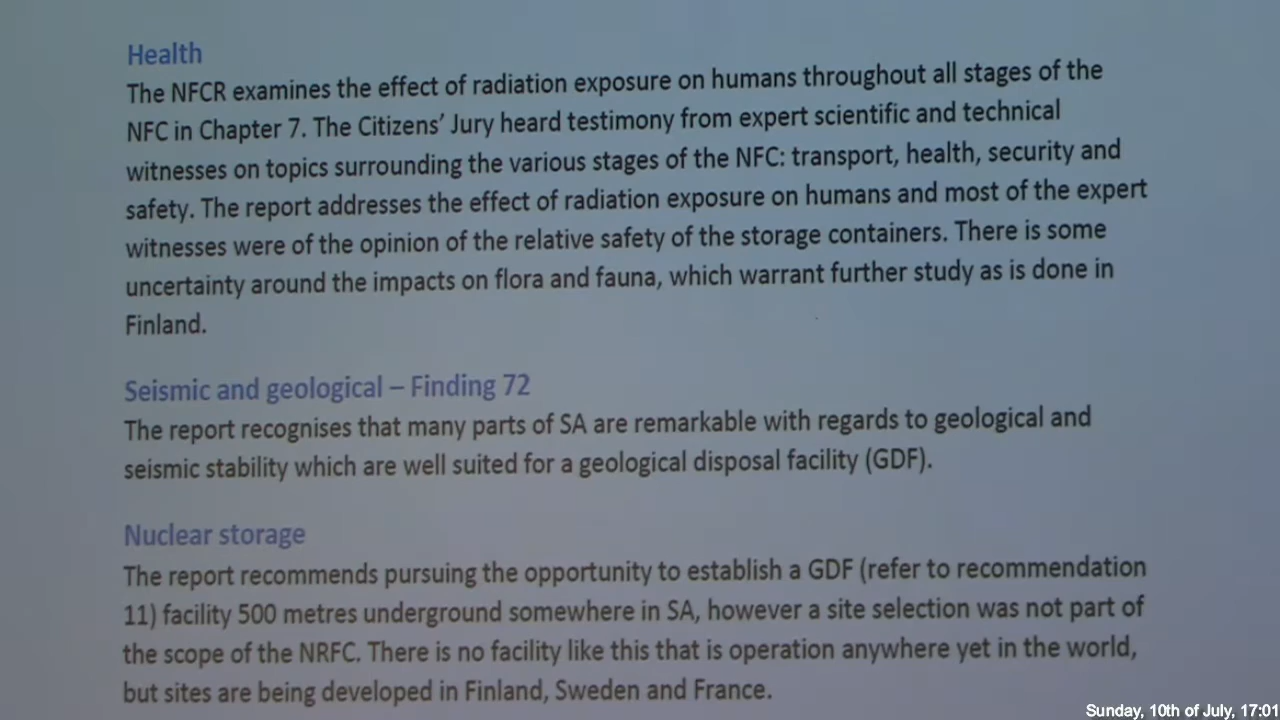 Health
The NFCR examines the effect of radiation exposure on humans throughout all stages of the
NFC in Chapter 7. The Citizens' Jury heard testimony from expert scientific and technical
witnesses on topics surrounding the various stages of the NFC: transport, health, security and
safety. The report addresses the effect of radiation exposure on humans and most of the expert
witnesses were of the opinion of the relative safety of the storage containers. There is some
uncertainty around the impacts on flora and fauna, which warrant further study as is done in
Finland.
Seismic and geological – Finding 72
The report recognises that many parts of SA are remarkable with regards to geological and
seismic stability which are well suited for a geological disposal facility (GDF).
Nuclear storage
The report recommends pursuing the opportunity to establish a GDF (refer to recommendation
11) facility 500 metres underground somewhere in SA, however a site selection was not part of
the scope of the NRFC. There is no facility like this that is operation anywhere yet in the world,
but sites are being developed in Finland, Sweden and France.
Sunday, 10th of July, 17:01